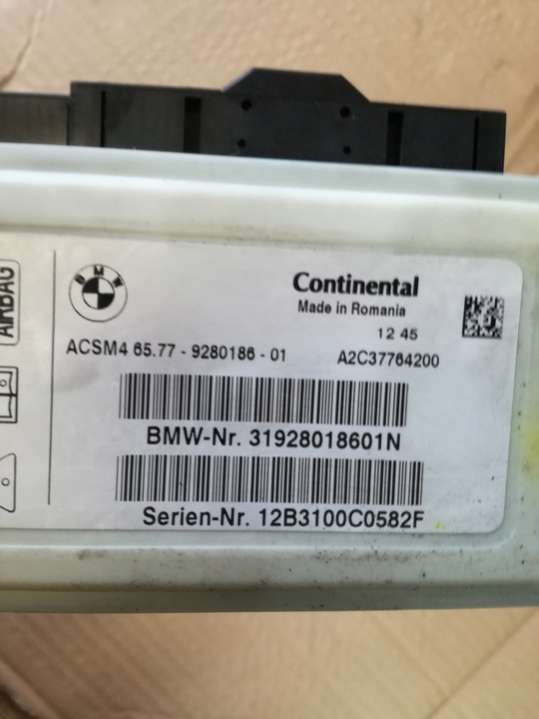 BMW
Continental
Made in Romania
12 45
AIRBAG
ACSM4 65.77 - 9280186 - 01 A2C37764200
BMW-Nr. 31928018601N
Serien-Nr. 12B3100C0582F